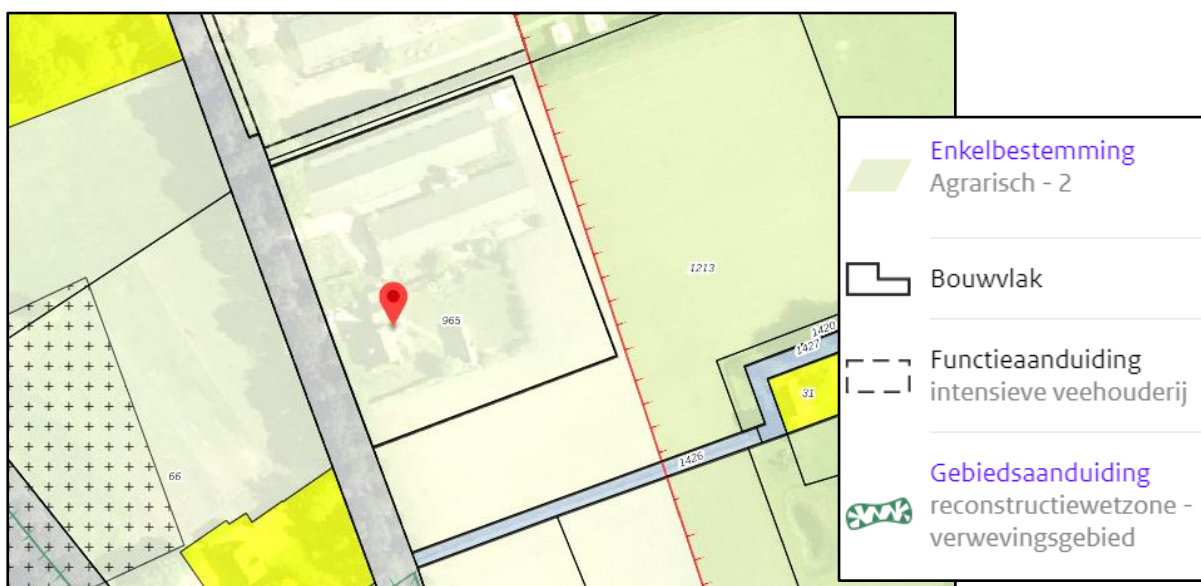 1213
965
1420
1427
31
1426
66
Enkelbestemming
Agrarisch - 2
Bouwvlak
Functieaanduiding
intensieve veehouderij
Gebiedsaanduiding
reconstructiewetzone -
verwevingsgebied